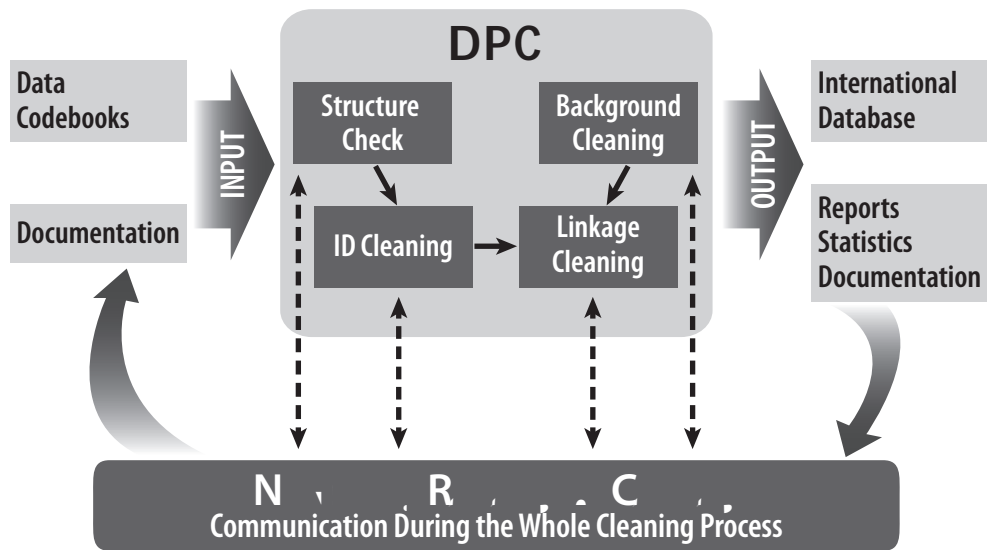 DPC
Data
Codebooks
Documentation
INPUT
Structure
Check
Background
Cleaning
ID Cleaning
Linkage
Cleaning
OUTPUT
International
Database
Reports
Statistics
Documentation
N R C
Communication During the Whole Cleaning Process